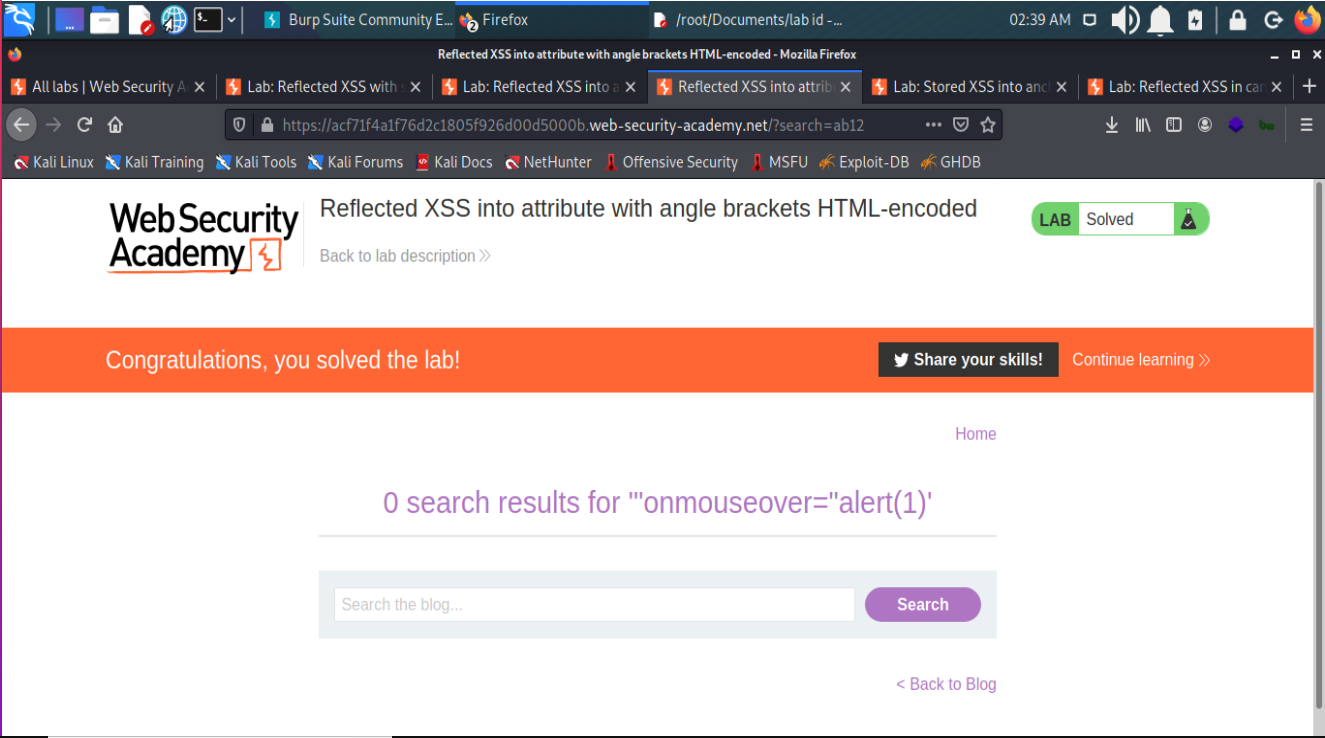 Burp Suite Community E... Firefox /root/Documents/lab id -... 02:39 AM
Reflected XSS into attribute with angle brackets HTML-encoded - Mozilla Firefox
All labs | Web Security A Lab: Reflected XSS with s Lab: Reflected XSS into a Reflected XSS into attrib Lab: Stored XSS into anc Lab: Reflected XSS in can
https://acf71f4a1f76d2c1805f926d00d5000b.web-security-academy.net/?search=ab12
Kali Linux Kali Training Kali Tools Kali Forums Kali Docs NetHunter Offensive Security MSFU Exploit-DB GHDB
Web Security
Academy
Reflected XSS into attribute with angle brackets HTML-encoded
Back to lab description
LAB Solved
Congratulations, you solved the lab!
Share your skills! Continue learning
Home
0 search results for '"'onmouseover="alert(1)'
Search the blog... Search
< Back to Blog